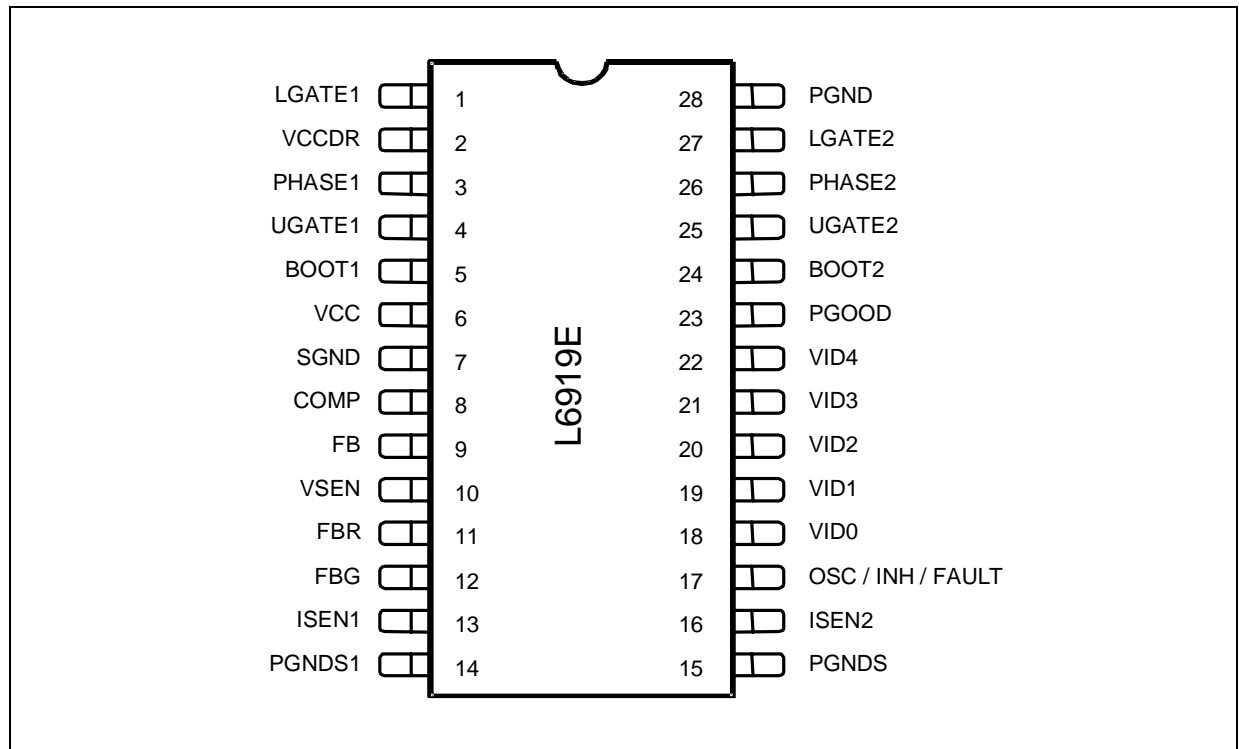 LGATE1 1 28 PGND
VCCDR 2 27 LGATE2
PHASE1 3 26 PHASE2
UGATE1 4 25 UGATE2
BOOT1 5 24 BOOT2
VCC 6 23 PGOOD
SGND 7 22 VID4
COMP 8 21 VID3
FB 9 20 VID2
VSEN 10 19 VID1
FBR 11 18 VID0
FBG 12 17 OSC / INH / FAULT
ISEN1 13 16 ISEN2
PGNDS1 14 15 PGNDS
L6919E